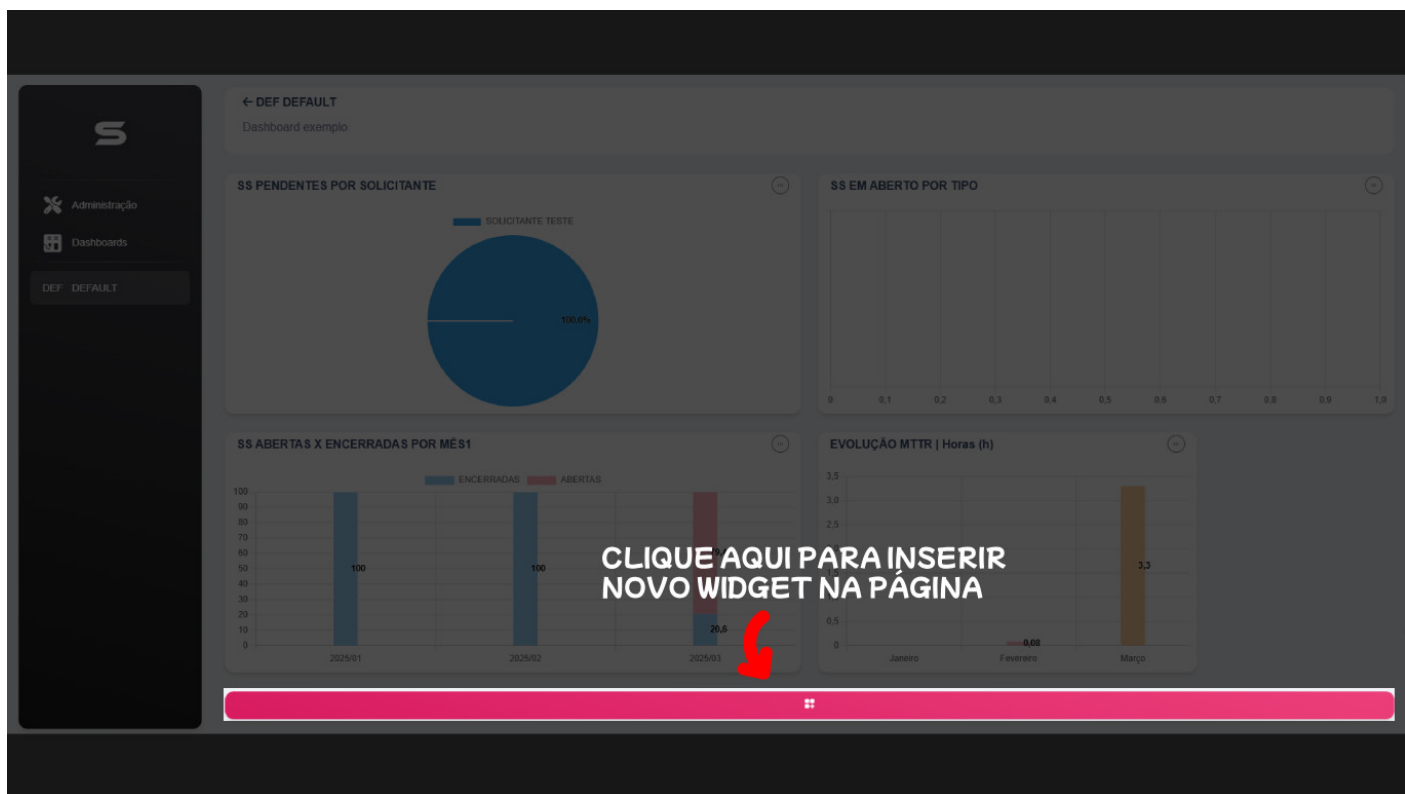 ← DEF DEFAULT
Dashboard exemplo.
Administração
Dashboards
DEF DEFAULT
SS PENDENTES POR SOLICITANTE
SOLICITANTE TESTE
100,0%
SS EM ABERTO POR TIPO
0 0,1 0,2 0,3 0,4 0,5 0,6 0,7 0,8 0,9 1,0
SS ABERTAS X ENCERRADAS POR MÊS1
ENCERRADAS ABERTAS
100
90
80
70
60
50
40
30
20
10
0
100
100
20,6
2025/01 2025/02 2025/03
EVOLUÇÃO MTTR | Horas (h)
3,5
3,0
2,5
0,5
0
0,08
3,3
Janeiro Fevereiro Março
CLIQUE AQUI PARA INSERIR
NOVO WIDGET NA PÁGINA